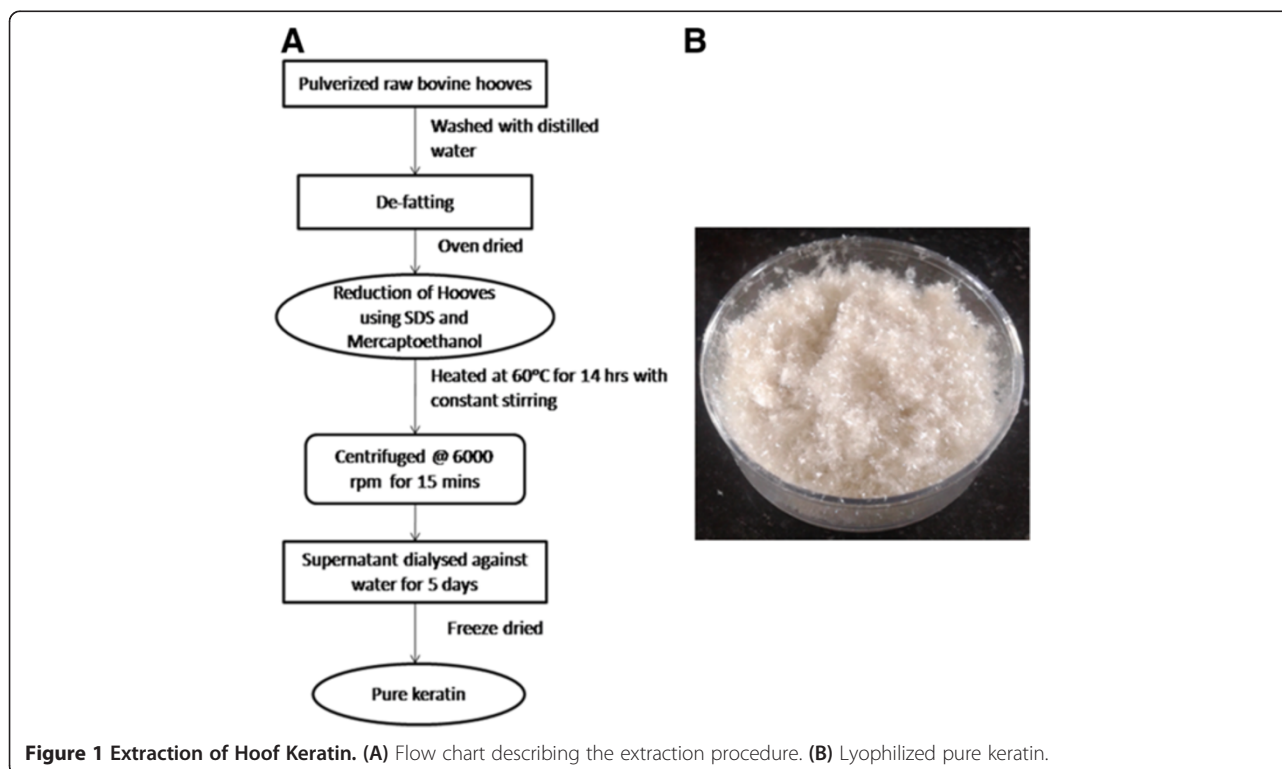 A
B
Pulverized raw bovine hooves
Washed with distilled
water
De-fatting
Oven dried
Reduction of Hooves
using SDS and
Mercaptoethanol
Heated at 60°C for 14 hrs with
constant stirring
Centrifuged @ 6000
rpm for 15 mins
Supernatant dialysed against
water for 5 days
Freeze dried
Pure keratin
Figure 1 Extraction of Hoof Keratin. (A) Flow chart describing the extraction procedure. (B) Lyophilized pure keratin.